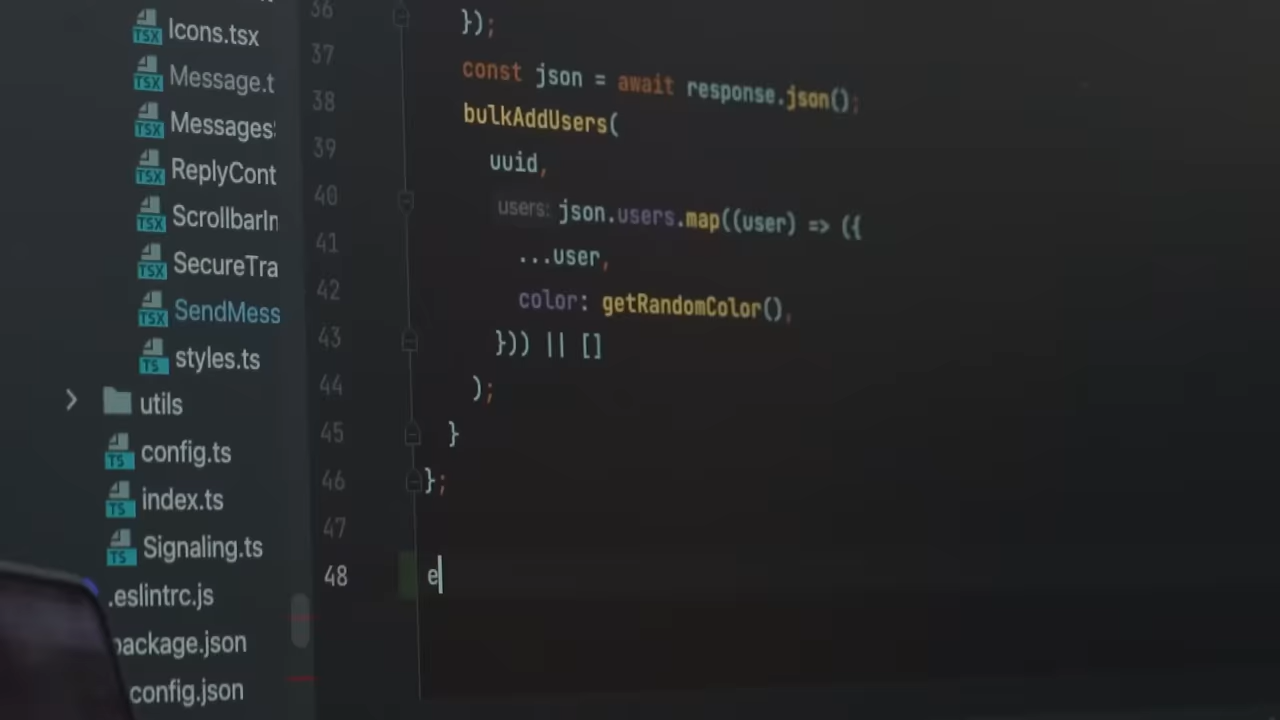 Icons.tsx
Message.t
Messages
ReplyCont
ScrollbarIn
SecureTra
SendMess
styles.ts
utils
config.ts
index.ts
Signaling.ts
.eslintrc.js
package.json
config.json
36 });
37 const json = await response.json();
38 bulkAddUsers(
39 uuid,
40 users: json.users.map((user) => ({
41 ...user,
42 color: getRandomColor(),
43 })) || []
44 );
45 }
46 };
47
48 e